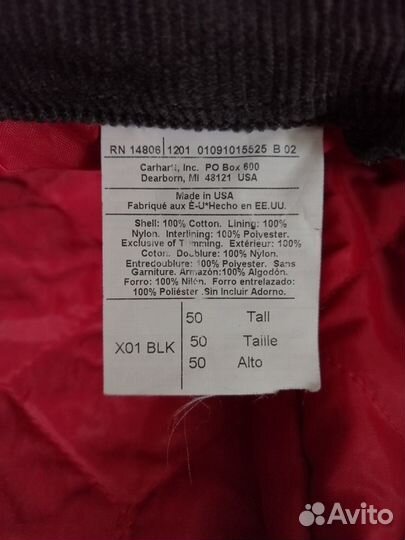 RN 14806 1201 01091015525 B 02
Carhartt, Inc. PO Box 600
Dearborn, MI 48121 USA
Made in USA
Fabriqué aux É-U*Hecho en EE.UU.
Shell: 100% Cotton. Lining: 100%
Nylon. Interlining: 100% Polyester.
Exclusive of Trimming. Extérieur: 100%
Coton. Doublure: 100% Nylon.
Entredoublure: 100% Polyester. Sans
Garniture. Armazón:100% Algodón.
Forro: 100% Nilón. Forro entrelazado:
100% Poliéster .Sin Incluir Adorno.
X01 BLK
50 Tall
50 Taille
50 Alto
Avito